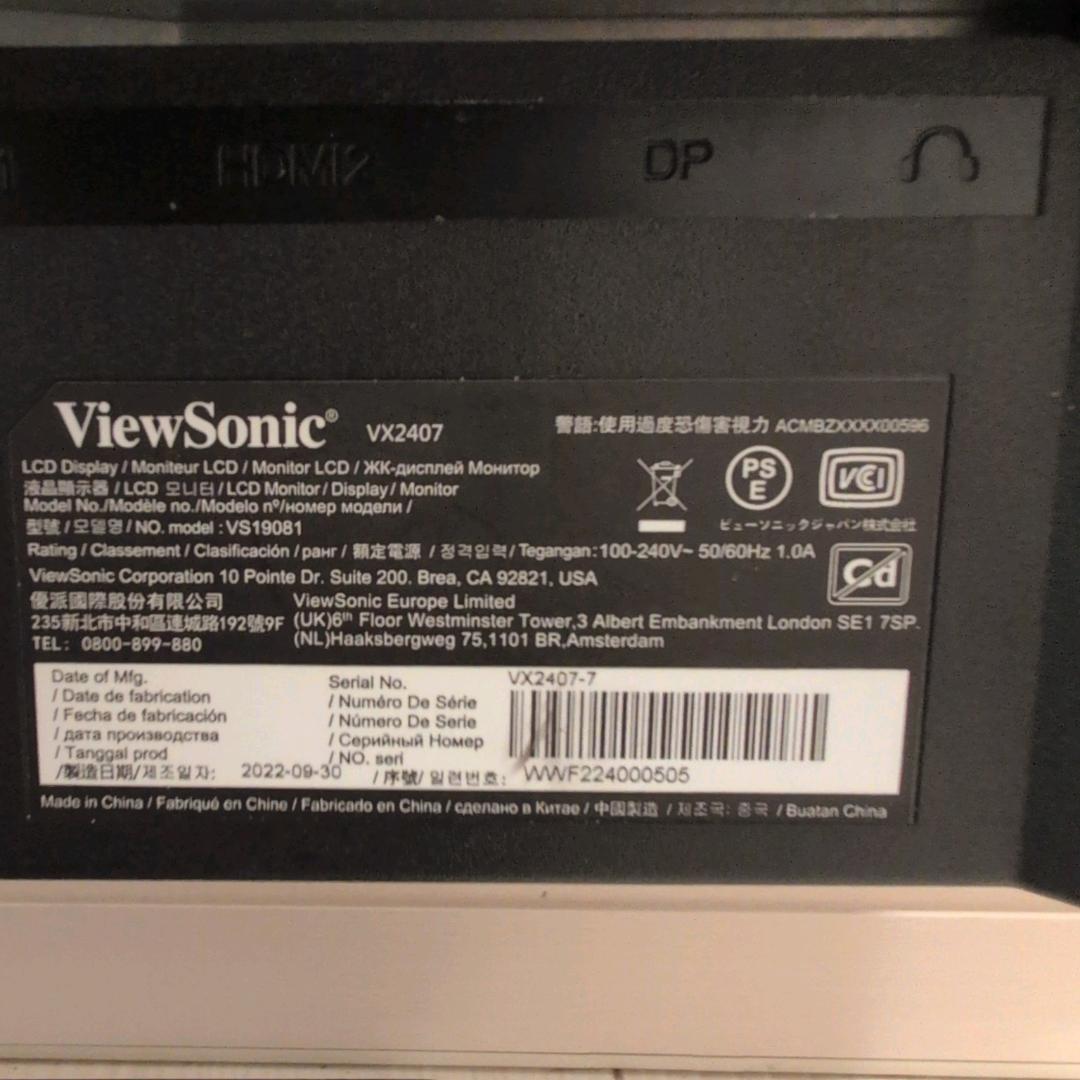 HDMI2 DP
ViewSonic® VX2407
警語:使用過度恐傷害視力 ACMBZXXXX00596
LCD Display / Moniteur LCD / Monitor LCD / ЖК-дисплей Монитор
液晶顯示器 / LCD 모니터 / LCD Monitor / Display / Monitor
Model No./Modèle no./Modelo nº/номер модели /
型號 / 모델명 / NO. model : VS19081
PS E
VCCI
ビューソニックジャパン株式会社
Rating / Classement / Clasificación / ранг / 額定電源 / 정격입력/ Tegangan:100-240V~ 50/60Hz 1.0A
Cd
ViewSonic Corporation 10 Pointe Dr. Suite 200. Brea, CA 92821, USA
優派國際股份有限公司
235新北市中和區連城路192號9F
TEL: 0800-899-880
ViewSonic Europe Limited
(UK)6th Floor Westminster Tower,3 Albert Embankment London SE1 7SP.
(NL)Haaksbergweg 75,1101 BR,Amsterdam
Date of Mfg.
/ Date de fabrication
/ Fecha de fabricación
/ дата производства
/ Tanggal prod
/製造日期/제조일자: 2022-09-30
Serial No.
/ Numéro De Série
/ Número De Serie
/ Серийный Номер
/ NO. seri
/ 序號/ 일련번호: WWF224000505
VX2407-7
Made in China / Fabriqué en Chine / Fabricado en China / сделано в Китае / 中國製造 / 제조국: 중국 / Buatan China